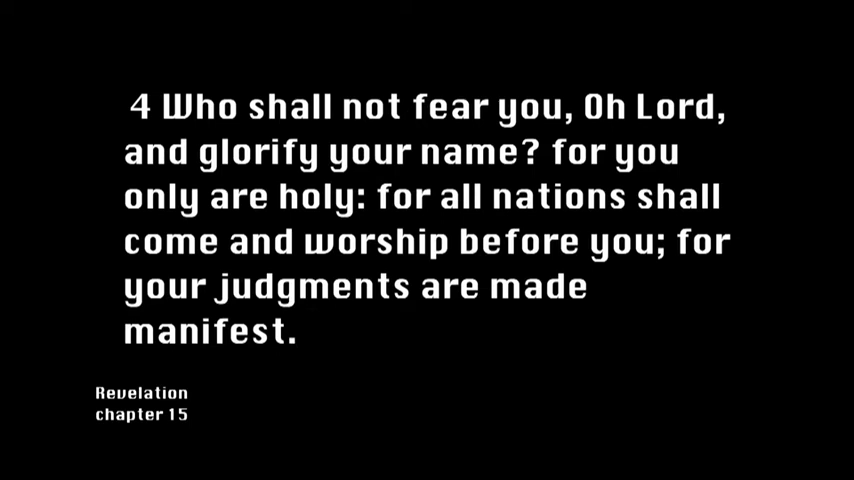 4 Who shall not fear you, Oh Lord,
and glorify your name? for you
only are holy: for all nations shall
come and worship before you; for
your judgments are made
manifest.
Revelation
chapter 15